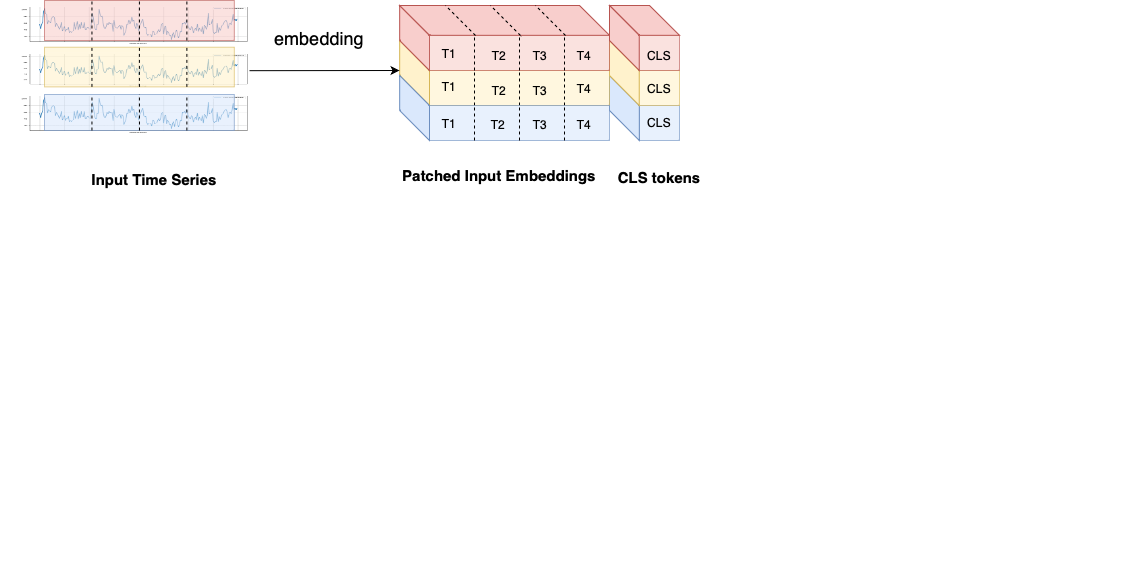 embedding
T1 T2 T3 T4 CLS
T1 T2 T3 T4 CLS
T1 T2 T3 T4 CLS
Input Time Series
Patched Input Embeddings
CLS tokens